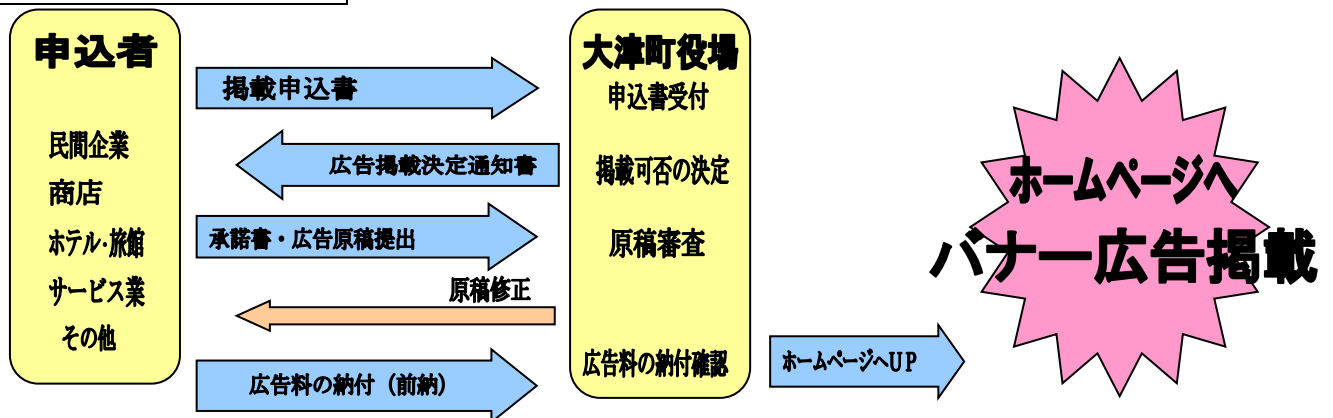 申込者
民間企業
商店
ホテル・旅館
サービス業
その他
掲載申込書
広告掲載決定通知書
承諾書・広告原稿提出
原稿修正
広告料の納付（前納）
大津町役場
申込書受付
掲載可否の決定
原稿審査
広告料の納付確認
ホームページへUP
ホームページへ
バナー広告掲載